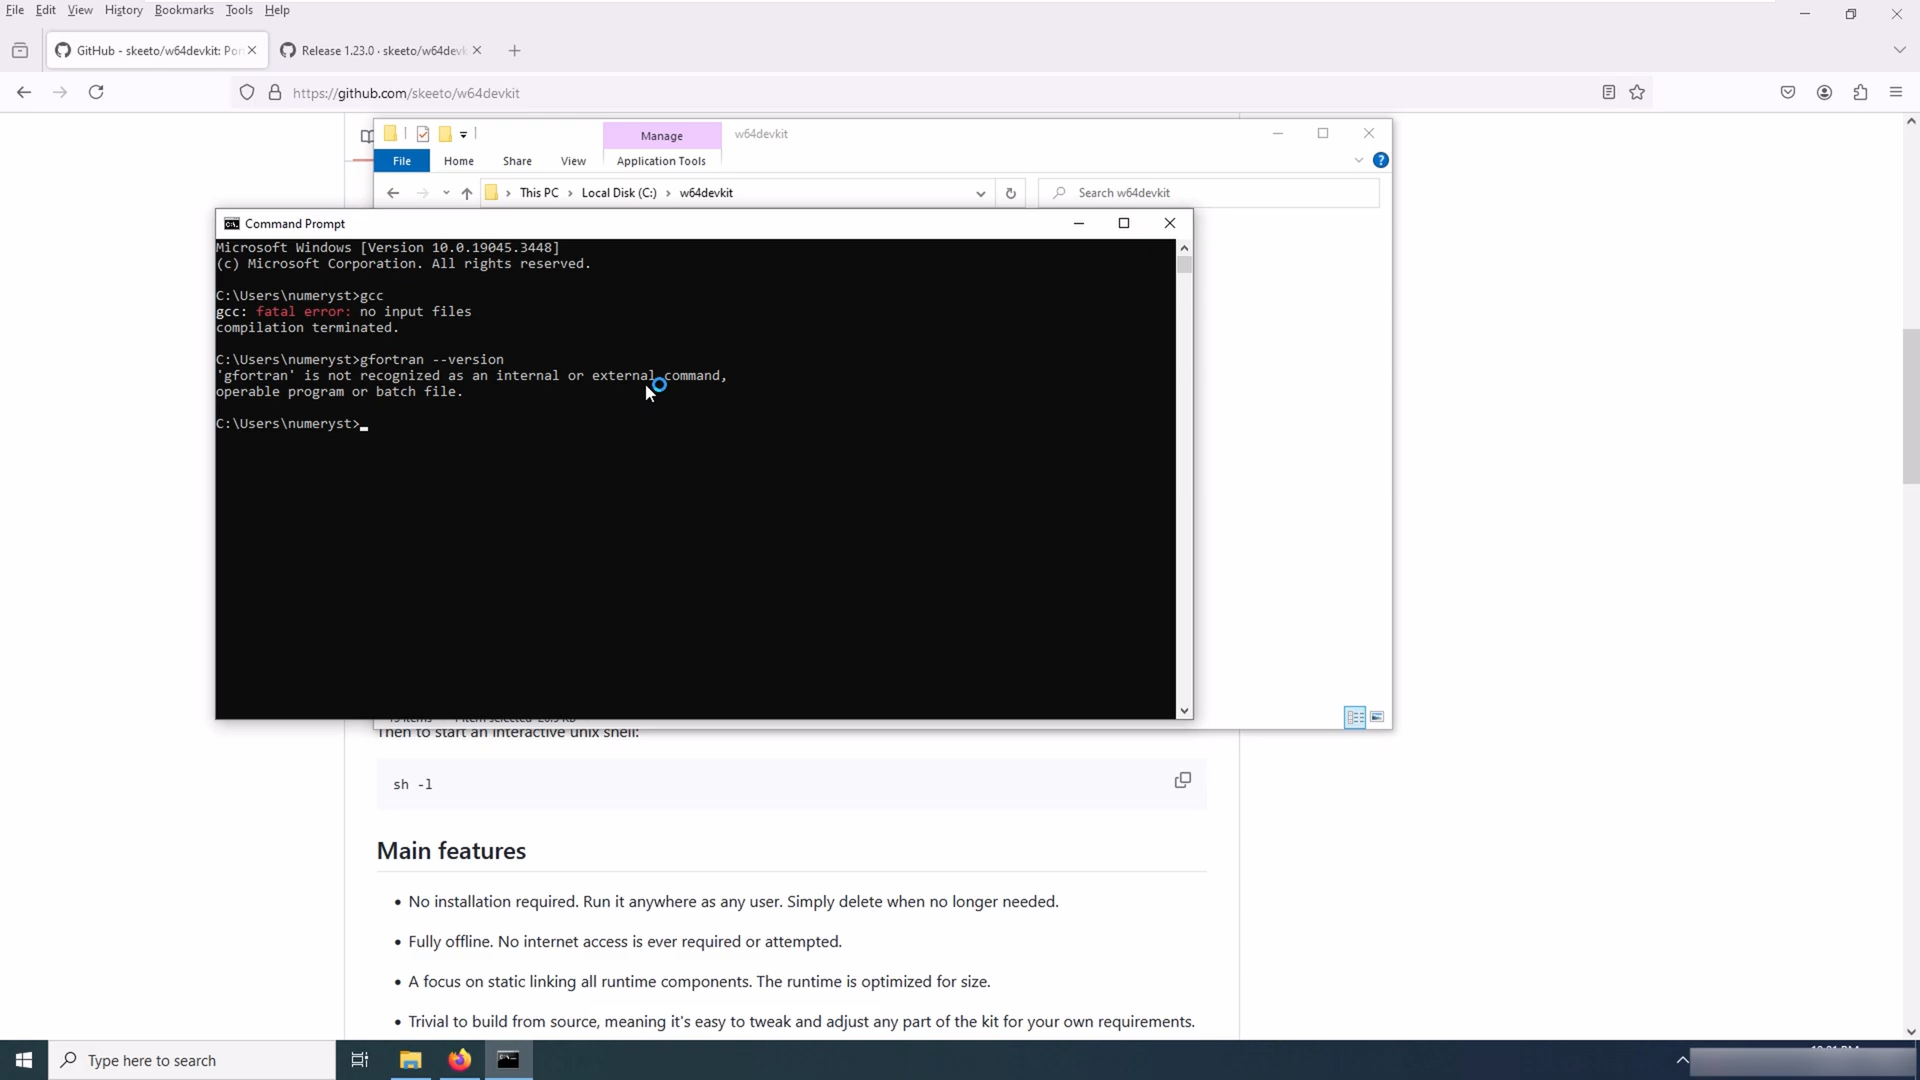 File Edit View History Bookmarks Tools Help
GitHub - skeeto/w64devkit: Por
Release 1.23.0 · skeeto/w64devk
https://github.com/skeeto/w64devkit
Manage
w64devkit
File Home Share View Application Tools
This PC > Local Disk (C:) > w64devkit
Search w64devkit
Command Prompt
Microsoft Windows [Version 10.0.19045.3448]
(c) Microsoft Corporation. All rights reserved.
C:\Users\numeryst>gcc
gcc: fatal error: no input files
compilation terminated.
C:\Users\numeryst>gfortran --version
'gfortran' is not recognized as an internal or external command,
operable program or batch file.
C:\Users\numeryst>
Then to start an interactive unix shell:
sh -l
Main features
• No installation required. Run it anywhere as any user. Simply delete when no longer needed.
• Fully offline. No internet access is ever required or attempted.
• A focus on static linking all runtime components. The runtime is optimized for size.
• Trivial to build from source, meaning it's easy to tweak and adjust any part of the kit for your own requirements.
Type here to search